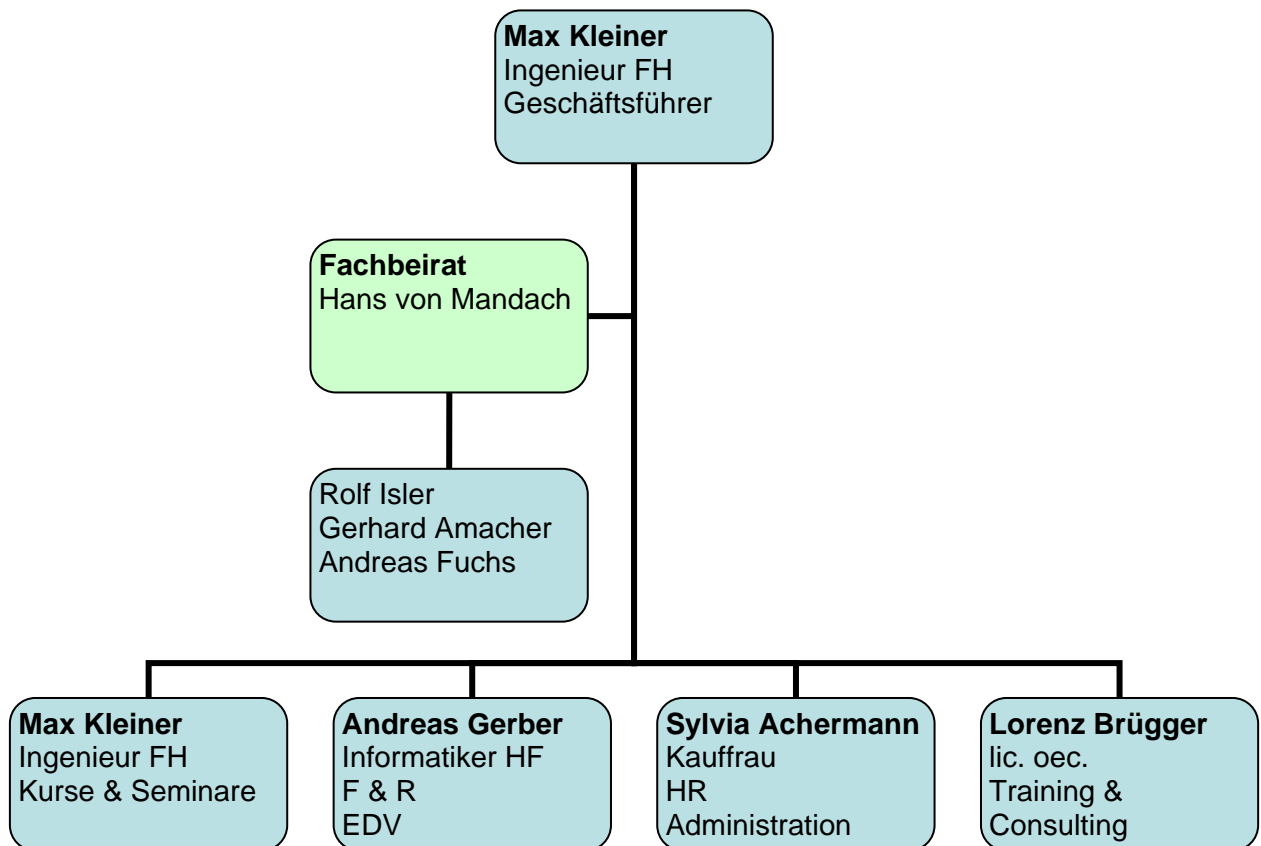 Max Kleiner
Ingenieur FH
Geschäftsführer
Fachbeirat
Hans von Mandach
Rolf Isler
Gerhard Amacher
Andreas Fuchs
Max Kleiner
Ingenieur FH
Kurse & Seminare
Andreas Gerber
Informatiker HF
F & R
EDV
Sylvia Achermann
Kauffrau
HR
Administration
Lorenz Brügger
lic. oec.
Training &
Consulting